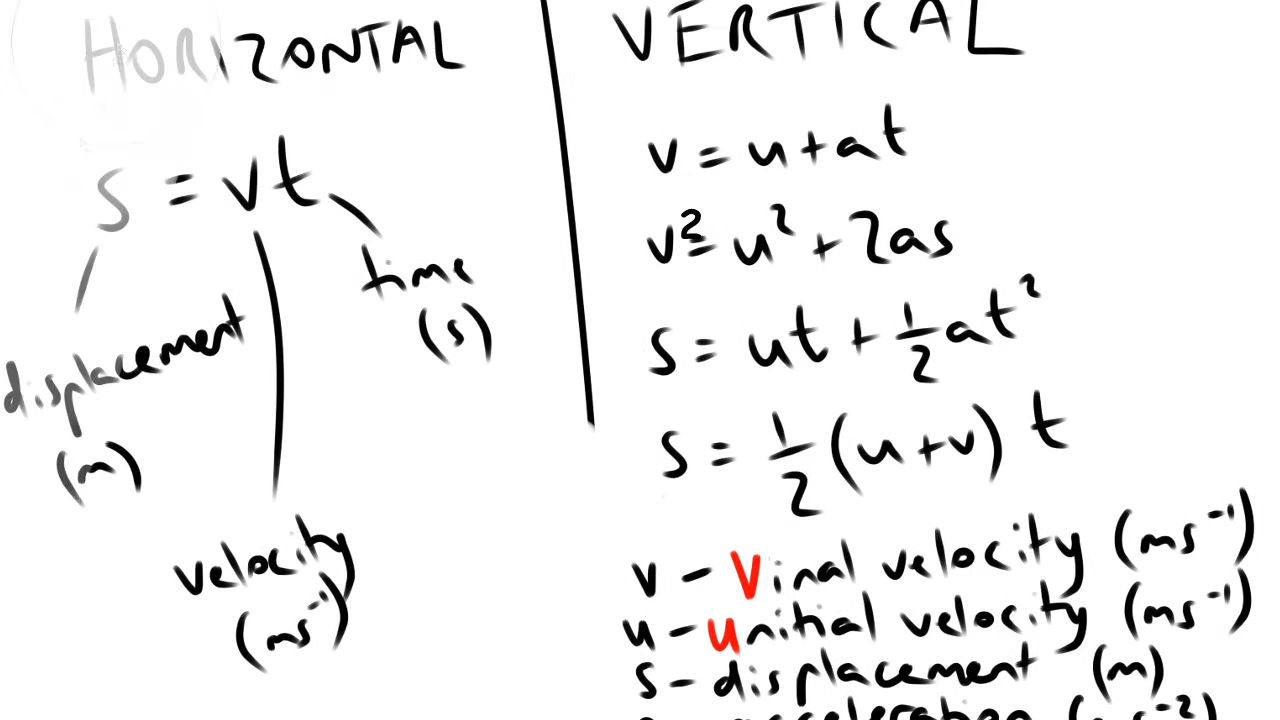 HORIZONTAL
s = vt
time
(s)
displacement
(m)
velocity
(ms⁻¹)
VERTICAL
v = u + at
v² = u² + 2as
s = ut + ½at²
s = ½(u+v) t
v - vinal velocity (ms⁻¹)
u - unitial velocity (ms⁻¹)
s - displacement (m)
acceleration